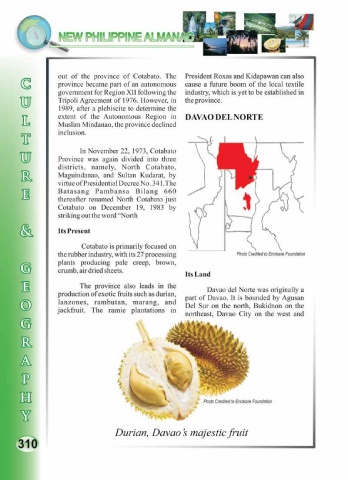 NEW PHILIPPINE ALMANAC
CULTURE & GEOGRAPHY
out of the province of Cotabato. The
province became part of an autonomous
government for Region XII following the
Tripoli Agreement of 1976. However, in
1989, after a plebiscite to determine the
extent of the Autonomous Region in
Muslim Mindanao, the province declined
inclusion.
In November 22, 1973, Cotabato
Province was again divided into three
districts, namely, North Cotabato,
Maguindanao, and Sultan Kudarat, by
virtue of Presidential Decree No. 341.The
Batasang Pambansa Bilang 660
thereafter renamed North Cotabato just
Cotabato on December 19, 1983 by
striking out the word "North
Its Present
Cotabato is primarily focused on
the rubber industry, with its 27 processing
plants producing pale creep, brown,
crumb, air dried sheets.
The province also leads in the
production of exotic fruits such as durian,
lanzones, rambutan, marang, and
jackfruit. The ramie plantations in
President Roxas and Kidapawan can also
cause a future boom of the local textile
industry, which is yet to be established in
the province.
DAVAO DEL NORTE
Photo Credited to Enclsure Foundation
Its Land
Davao del Norte was originally a
part of Davao. It is bounded by Agusan
Del Sur on the north, Bukidnon on the
northeast, Davao City on the west and
Photo Credited to Enclsure Foundation
Durian, Davao's majestic fruit
310